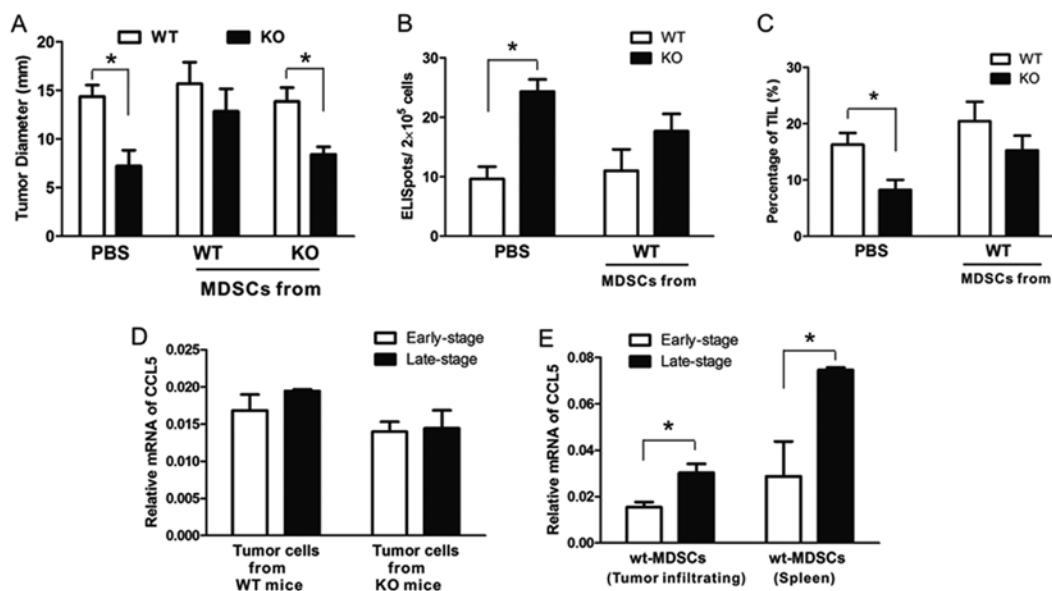 A
WT
KO
Tumor Diameter (mm)
20
15
10
5
0
*
*
PBS
WT
KO
MDSCs from
B
WT
KO
ELISpots/ 2×10⁵ cells
30
20
10
0
*
PBS
WT
MDSCs from
C
WT
KO
Percentage of TIL (%)
30
20
10
0
*
PBS
WT
MDSCs from
D
Early-stage
Late-stage
Relative mRNA of CCL5
0.025
0.020
0.015
0.010
0.005
0.000
Tumor cells
from
WT mice
Tumor cells
from
KO mice
E
Early-stage
Late-stage
Relative mRNA of CCL5
0.08
0.06
0.04
0.02
0.00
*
*
wt-MDSCs
(Tumor infiltrating)
wt-MDSCs
(Spleen)